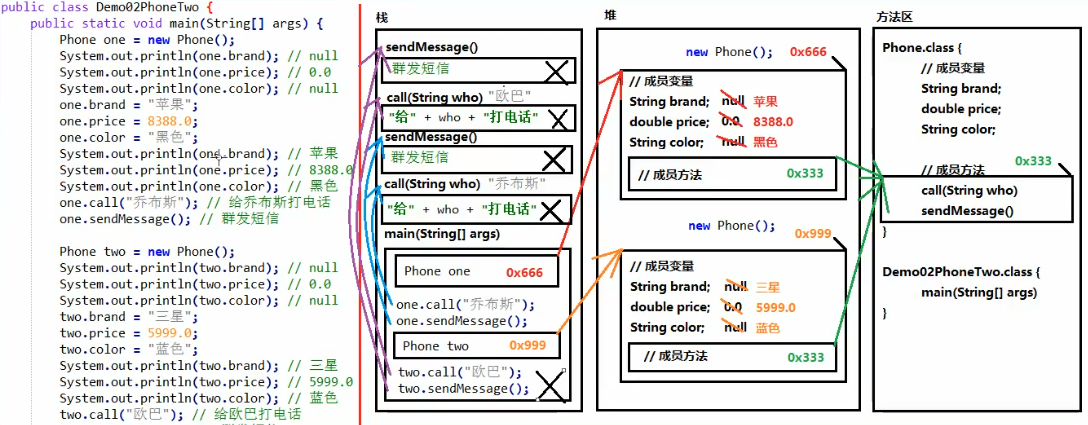 public class Demo02PhoneTwo {
public static void main(String[] args) {
Phone one = new Phone();
System.out.println(one.brand); // null
System.out.println(one.price); // 0.0
System.out.println(one.color); // null
one.brand = "苹果";
one.price = 8388.0;
one.color = "黑色";
System.out.println(one.brand); // 苹果
System.out.println(one.price); // 8388.0
System.out.println(one.color); // 黑色
one.call("乔布斯"); // 给乔布斯打电话
one.sendMessage(); // 群发短信
Phone two = new Phone();
System.out.println(two.brand); // null
System.out.println(two.price); // 0.0
System.out.println(two.color); // null
two.brand = "三星";
two.price = 5999.0;
two.color = "蓝色";
System.out.println(two.brand); // 三星
System.out.println(two.price); // 5999.0
System.out.println(two.color); // 蓝色
two.call("欧巴"); // 给欧巴打电话
栈
sendMessage()
群发短信
call(String who) "欧巴"
"给" + who + "打电话"
sendMessage()
群发短信
call(String who) "乔布斯"
"给" + who + "打电话"
main(String[] args)
Phone one 0x666
one.call("乔布斯");
one.sendMessage();
Phone two 0x999
two.call("欧巴");
two.sendMessage();
堆
new Phone(); 0x666
// 成员变量
String brand; null 苹果
double price; 0.0 8388.0
String color; null 黑色
// 成员方法 0x333
new Phone(); 0x999
// 成员变量
String brand; null 三星
double price; 0.0 5999.0
String color; null 蓝色
// 成员方法 0x333
方法区
Phone.class {
// 成员变量
String brand;
double price;
String color;
// 成员方法 0x333
call(String who)
sendMessage()
}
Demo02PhoneTwo.class {
main(String[] args)
}